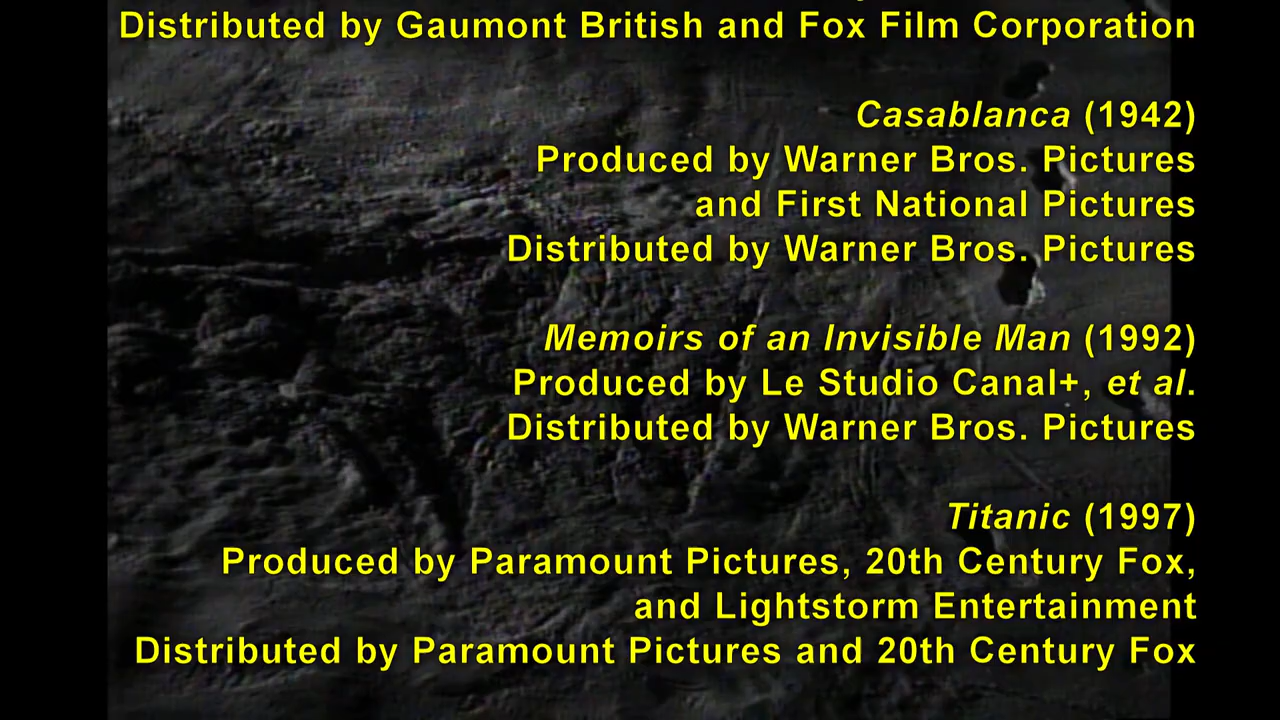 Distributed by Gaumont British and Fox Film Corporation
Casablanca (1942)
Produced by Warner Bros. Pictures
and First National Pictures
Distributed by Warner Bros. Pictures
Memoirs of an Invisible Man (1992)
Produced by Le Studio Canal+, et al.
Distributed by Warner Bros. Pictures
Titanic (1997)
Produced by Paramount Pictures, 20th Century Fox,
and Lightstorm Entertainment
Distributed by Paramount Pictures and 20th Century Fox